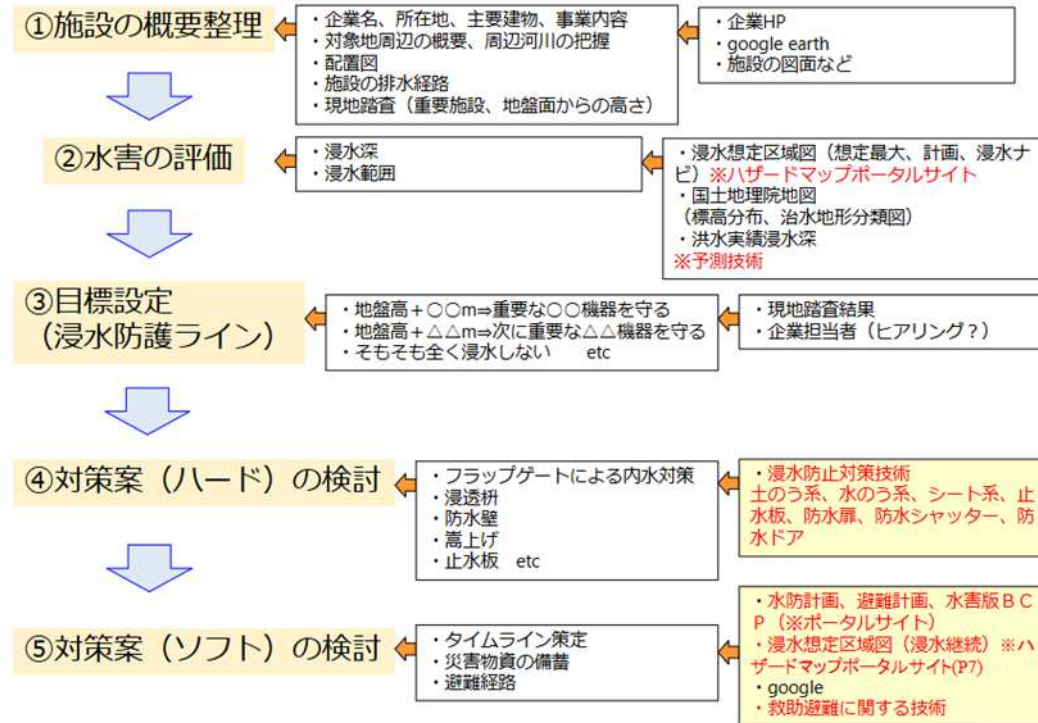 ①施設の概要整理
・企業名、所在地、主要建物、事業内容
・対象地周辺の概要、周辺河川の把握
・配置図
・施設の排水経路
・現地踏査（重要施設、地盤面からの高さ）
・企業HP
・google earth
・施設の図面など
②水害の評価
・浸水深
・浸水範囲
・浸水想定区域図（想定最大、計画、浸水ナ
ビ）※ハザードマップポータルサイト
・国土地理院地図
（標高分布、治水地形分類図）
・洪水実績浸水深
※予測技術
③目標設定
（浸水防護ライン）
・地盤高＋○○m⇒重要な○○機器を守る
・地盤高＋△△m⇒次に重要な△△機器を守る
・そもそも全く浸水しない　　etc
・現地踏査結果
・企業担当者（ヒアリング？）
④対策案（ハード）の検討
・フラップゲートによる内水対策
・浸透枡
・防水壁
・嵩上げ
・止水板　etc
・浸水防止対策技術
土のう系、水のう系、シート系、止
水板、防水扉、防水シャッター、防
水ドア
⑤対策案（ソフト）の検討
・タイムライン策定
・災害物資の備蓄
・避難経路
・水防計画、避難計画、水害版ＢＣ
Ｐ（※ポータルサイト）
・浸水想定区域図（浸水継続）※ハ
ザードマップポータルサイト(P7)
・google
・救助避難に関する技術